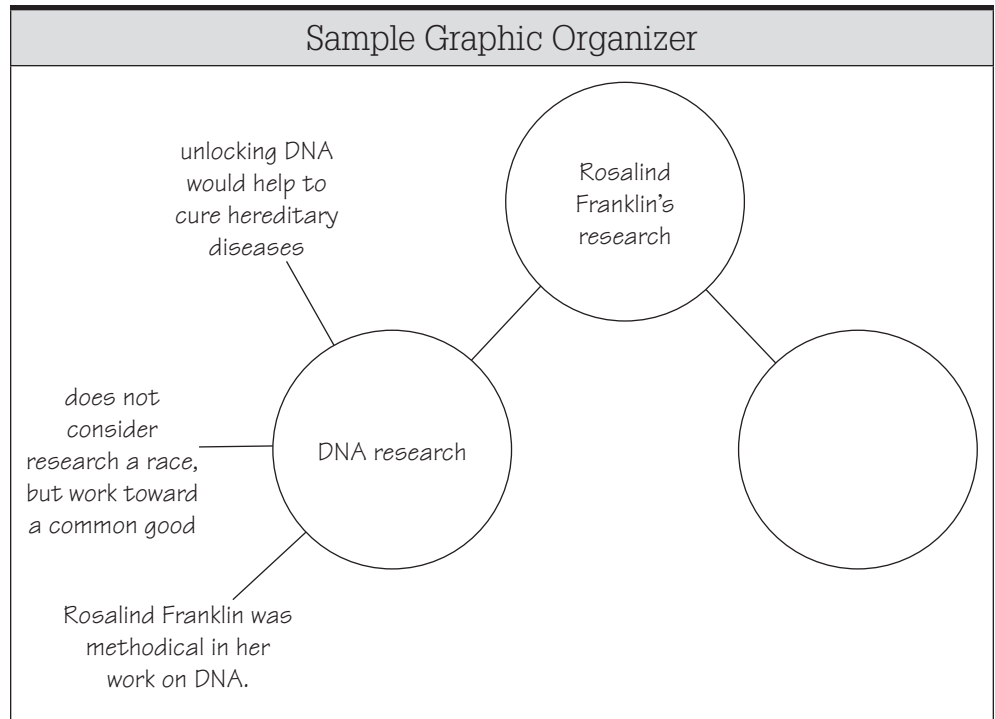 Sample Graphic Organizer
unlocking DNA
would help to
cure hereditary
diseases
Rosalind
Franklin's
research
does not
consider
research a race,
but work toward
a common good
DNA research
Rosalind Franklin was
methodical in her
work on DNA.